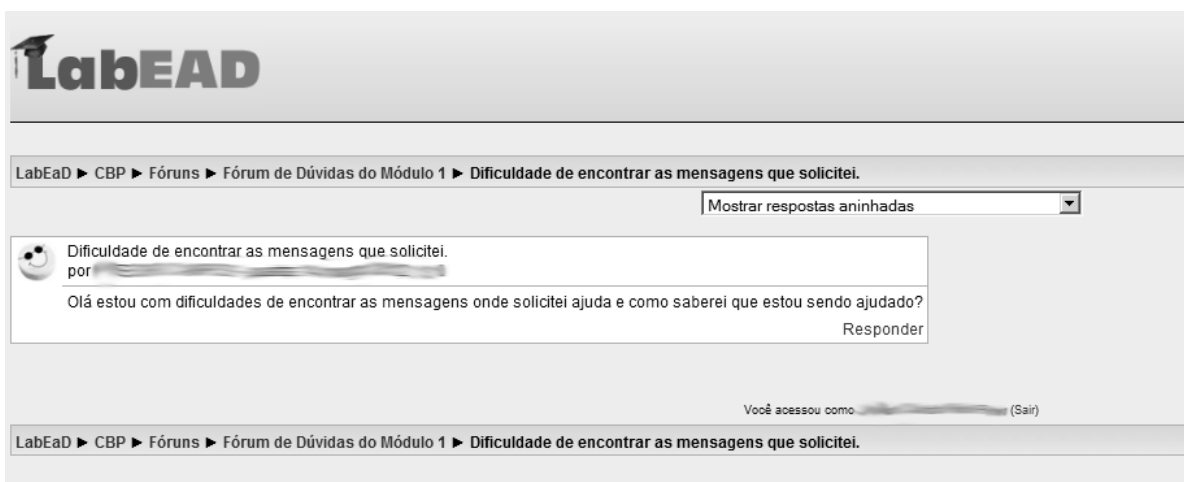 LabEAD
LabEaD ► CBP ► Fóruns ► Fórum de Dúvidas do Módulo 1 ► Dificuldade de encontrar as mensagens que solicitei.
Mostrar respostas aninhadas
Dificuldade de encontrar as mensagens que solicitei.
por
Olá estou com dificuldades de encontrar as mensagens onde solicitei ajuda e como saberei que estou sendo ajudado?
Responder
Você acessou como (Sair)
LabEaD ► CBP ► Fóruns ► Fórum de Dúvidas do Módulo 1 ► Dificuldade de encontrar as mensagens que solicitei.